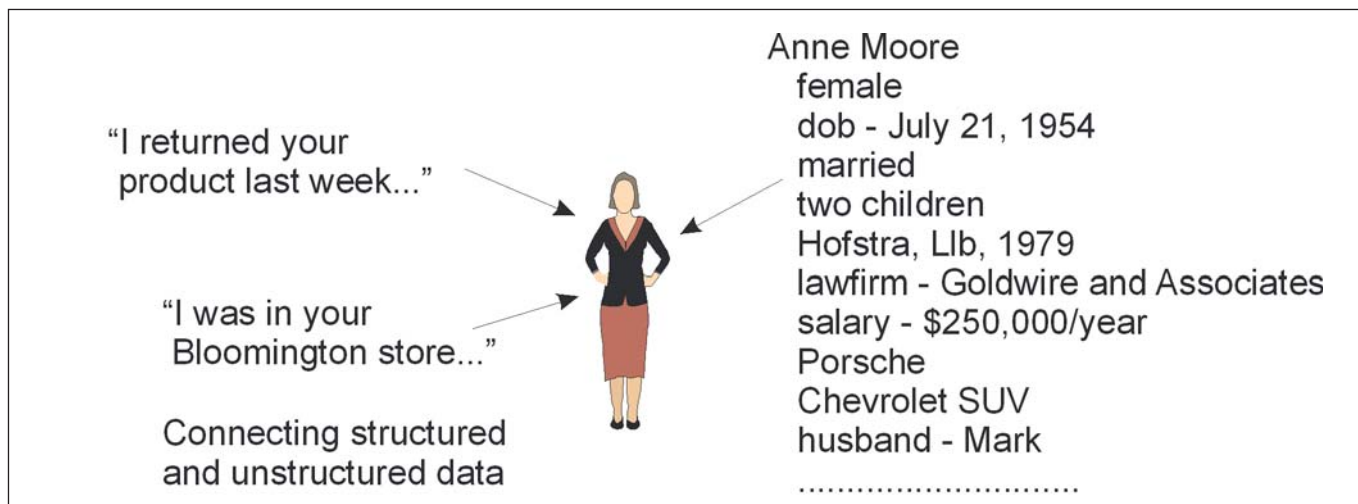 “I returned your
product last week...”
“I was in your
Bloomington store...”
Connecting structured
and unstructured data
Anne Moore
female
dob - July 21, 1954
married
two children
Hofstra, Llb, 1979
lawfirm - Goldwire and Associates
salary - $250,000/year
Porsche
Chevrolet SUV
husband - Mark
.............................